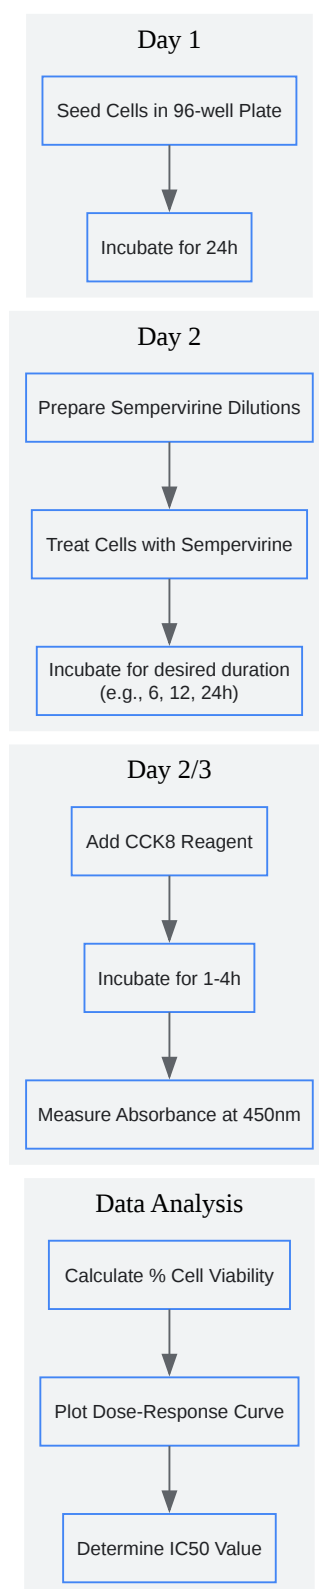 Day 1
Seed Cells in 96-well Plate
Incubate for 24h
Day 2
Prepare Sempervirine Dilutions
Treat Cells with Sempervirine
Incubate for desired duration
(e.g., 6, 12, 24h)
Day 2/3
Add CCK8 Reagent
Incubate for 1-4h
Measure Absorbance at 450nm
Data Analysis
Calculate % Cell Viability
Plot Dose-Response Curve
Determine IC50 Value